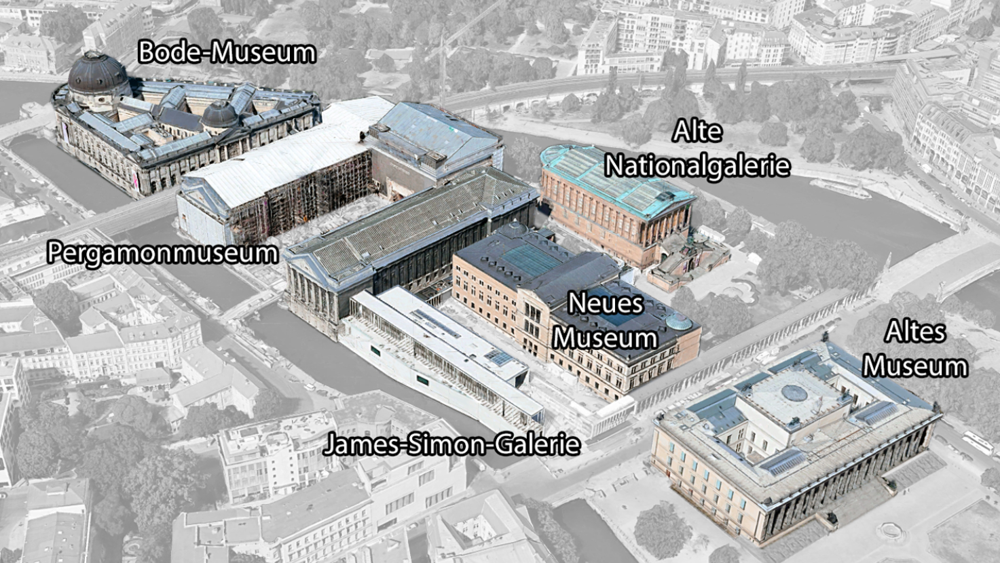 Bode-Museum
Alte
Nationalgalerie
Pergamonmuseum
Neues
Museum
Altes
Museum
James-Simon-Galerie